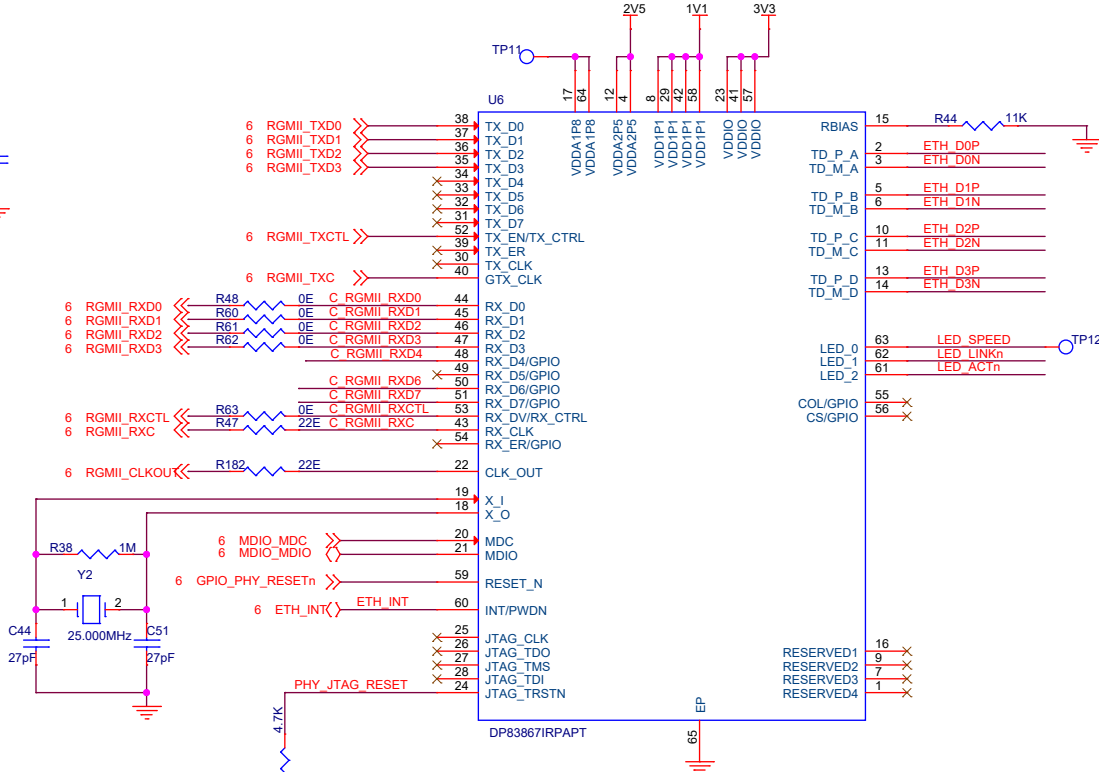 2V5 1V1 3V3
TP11
17 64 12 4 8 29 42 58 23 41 57
U6
VDDA1P8 VDDA1P8 VDDA2P5 VDDA2P5 VDD1P1 VDD1P1 VDD1P1 VDD1P1 VDDIO VDDIO VDDIO
6 RGMII_TXD0 38 TX_D0
6 RGMII_TXD1 37 TX_D1
6 RGMII_TXD2 36 TX_D2
6 RGMII_TXD3 35 TX_D3
34 TX_D4
33 TX_D5
32 TX_D6
31 TX_D7
6 RGMII_TXCTL 52 TX_EN/TX_CTRL
39 TX_ER
30 TX_CLK
6 RGMII_TXC 40 GTX_CLK
6 RGMII_RXD0 R48 0E C_RGMII_RXD0 44 RX_D0
6 RGMII_RXD1 R60 0E C_RGMII_RXD1 45 RX_D1
6 RGMII_RXD2 R61 0E C_RGMII_RXD2 46 RX_D2
6 RGMII_RXD3 R62 0E C_RGMII_RXD3 47 RX_D3
C_RGMII_RXD4 48 RX_D4/GPIO
49 RX_D5/GPIO
C_RGMII_RXD6 50 RX_D6/GPIO
C_RGMII_RXD7 51 RX_D7/GPIO
6 RGMII_RXCTL R63 0E C_RGMII_RXCTL 53 RX_DV/RX_CTRL
6 RGMII_RXC R47 22E C_RGMII_RXC 43 RX_CLK
54 RX_ER/GPIO
6 RGMII_CLKOUT R182 22E 22 CLK_OUT
19 X_I
18 X_O
6 MDIO_MDC 20 MDC
6 MDIO_MDIO 21 MDIO
R38 1M
Y2
6 GPIO_PHY_RESETn 59 RESET_N
1 2
6 ETH_INT ETH_INT 60 INT/PWDN
C44 25.000MHz C51
27pF 27pF
25 JTAG_CLK
26 JTAG_TDO
27 JTAG_TMS
28 JTAG_TDI
PHY_JTAG_RESET 24 JTAG_TRSTN
4.7K
RBIAS 15 R44 11K
TD_P_A 2 ETH_D0P
TD_M_A 3 ETH_D0N
TD_P_B 5 ETH_D1P
TD_M_B 6 ETH_D1N
TD_P_C 10 ETH_D2P
TD_M_C 11 ETH_D2N
TD_P_D 13 ETH_D3P
TD_M_D 14 ETH_D3N
LED_0 63 LED_SPEED TP12
LED_1 62 LED_LINKn
LED_2 61 LED_ACTn
COL/GPIO 55
CS/GPIO 56
RESERVED1 16
RESERVED2 9
RESERVED3 7
RESERVED4 1
EP
65
DP83867IRPAPT